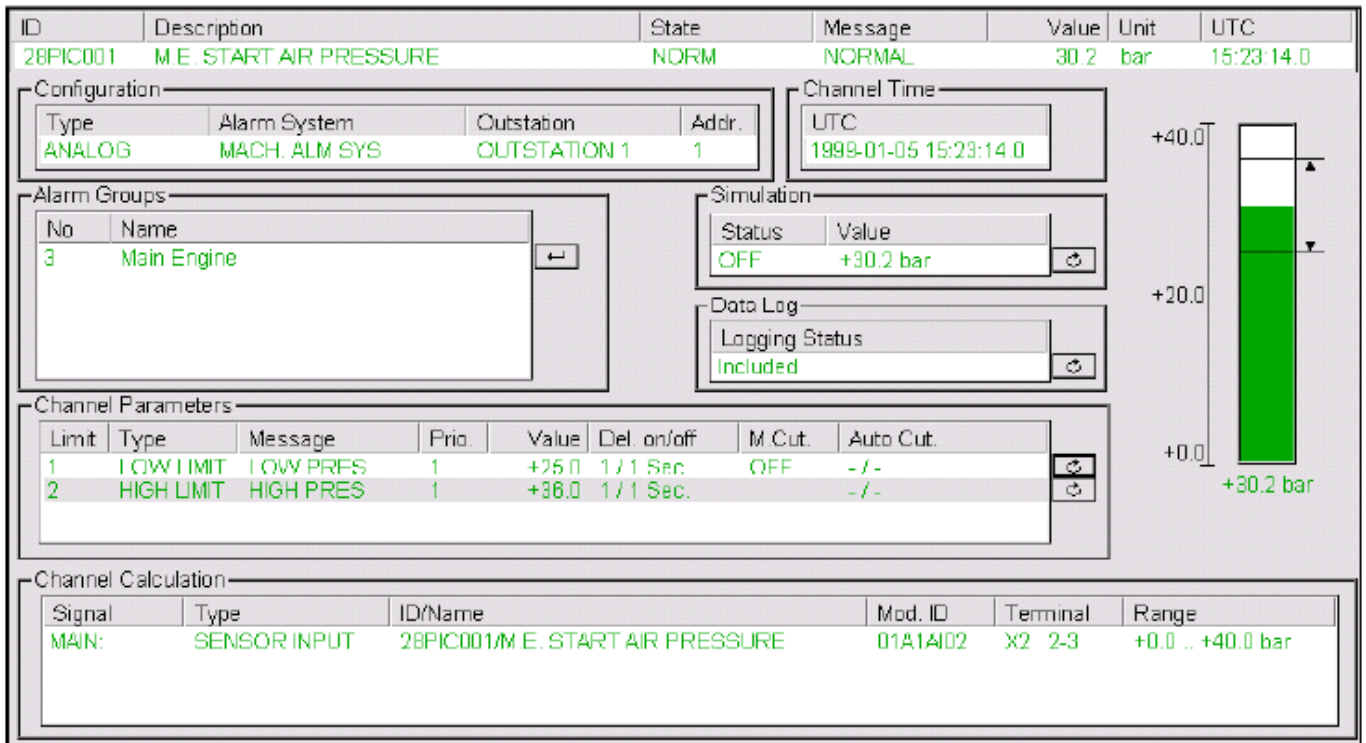 ID Description State Message Value Unit UTC
28PIC001 M.E. START AIR PRESSURE NORM NORMAL 30.2 bar 15:23:14.0
Configuration
Type Alarm System Outstation Addr.
ANALOG MACH. ALM SYS OUTSTATION 1 1
Channel Time
UTC
1999-01-05 15:23:14.0
+40.0
Alarm Groups
No Name
3 Main Engine
Simulation
Status Value
OFF +30.2 bar
+20.0
Data Log
Logging Status
Included
Channel Parameters
Limit Type Message Prio. Value Del. on/off M.Cut. Auto Cut.
1 LOW LIMIT LOW PRES 1 +25.0 1 / 1 Sec. OFF - / -
2 HIGH LIMIT HIGH PRES 1 +36.0 1 / 1 Sec. - / -
+0.0
+30.2 bar
Channel Calculation
Signal Type ID/Name Mod. ID Terminal Range
MAIN: SENSOR INPUT 28PIC001/M.E. START AIR PRESSURE 01A1AI02 X2 2-3 +0.0 .. +40.0 bar